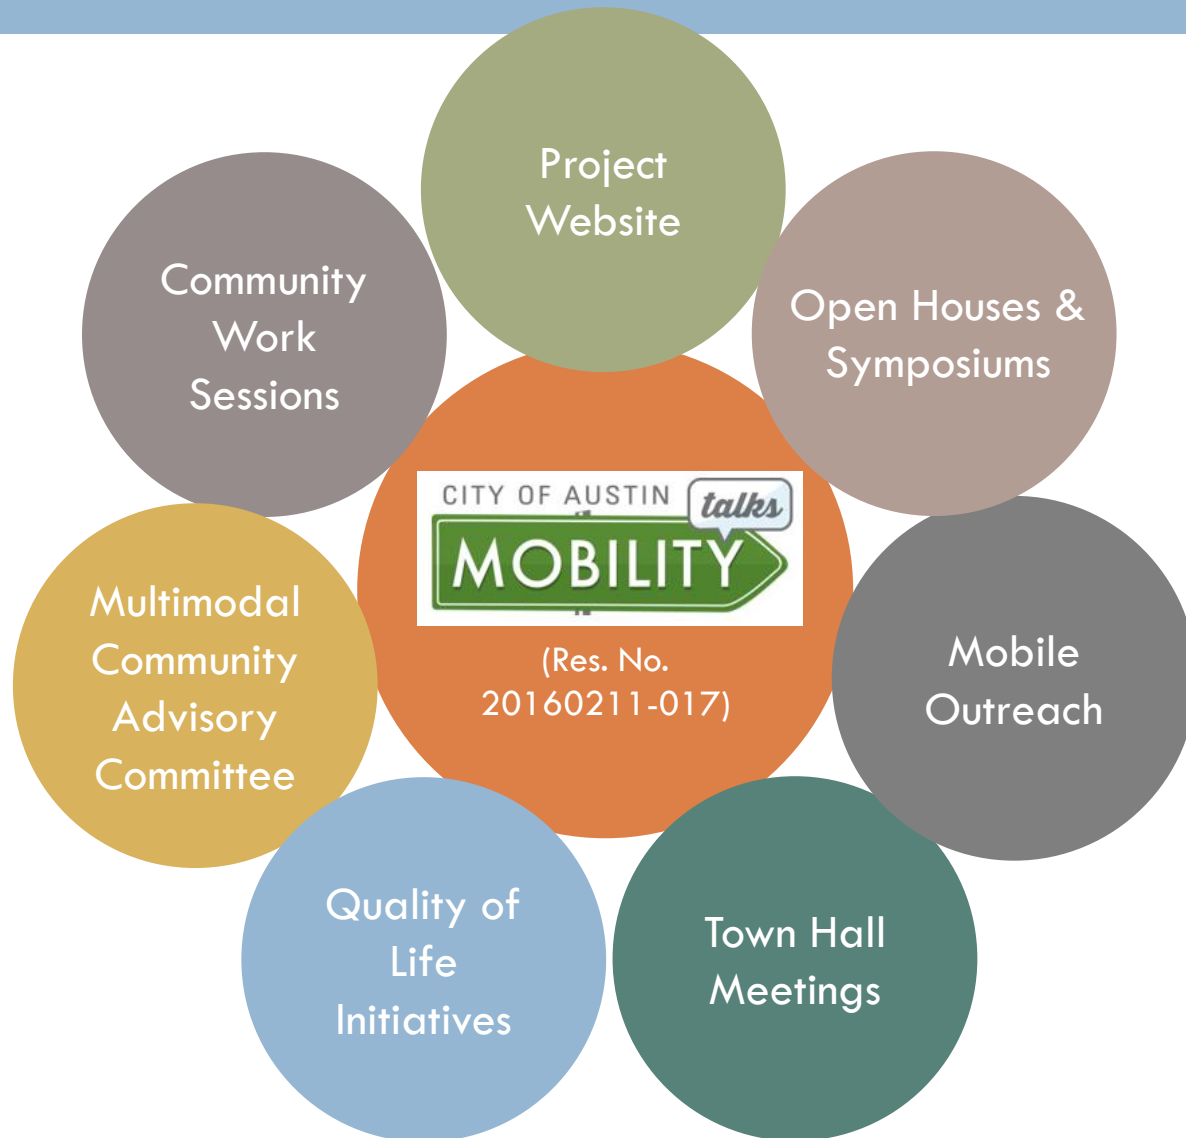 Project
Website
Open Houses &
Symposiums
Mobile
Outreach
Town Hall
Meetings
Quality of
Life
Initiatives
Multimodal
Community
Advisory
Committee
Community
Work
Sessions
CITY OF AUSTIN talks
MOBILITY
(Res. No.
20160211-017)